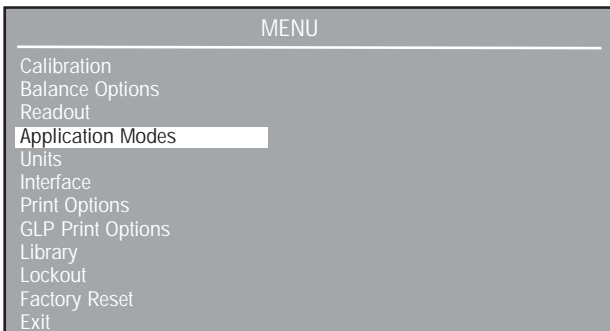 MENU
Calibration
Balance Options
Readout
Application Modes
Units
Interface
Print Options
GLP Print Options
Library
Lockout
Factory Reset
Exit